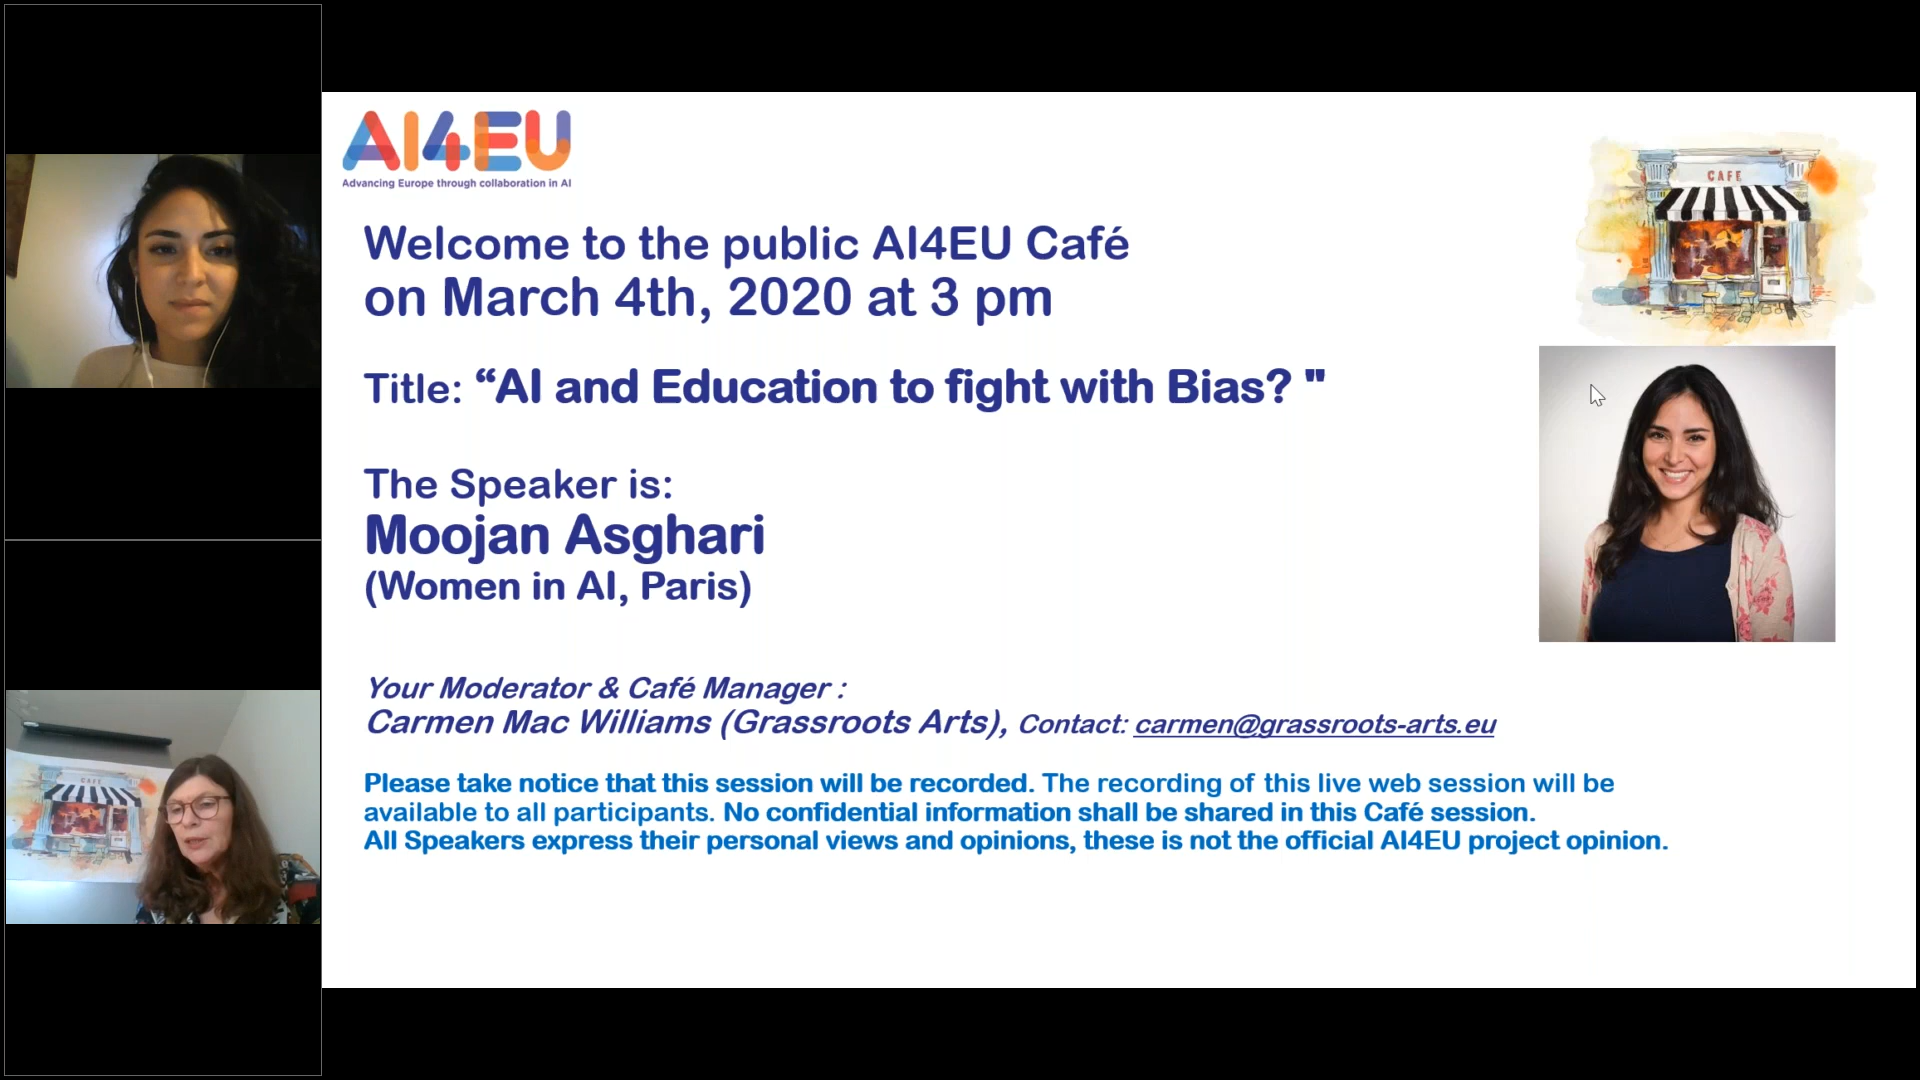 AI4EU
Advancing Europe through collaboration in AI
CAFE
Welcome to the public AI4EU Café
on March 4th, 2020 at 3 pm
Title: “AI and Education to fight with Bias? "
The Speaker is:
Moojan Asghari
(Women in AI, Paris)
Your Moderator & Café Manager :
Carmen Mac Williams (Grassroots Arts), Contact: carmen@grassroots-arts.eu
Please take notice that this session will be recorded. The recording of this live web session will be
available to all participants. No confidential information shall be shared in this Café session.
All Speakers express their personal views and opinions, these is not the official AI4EU project opinion.
CAFE